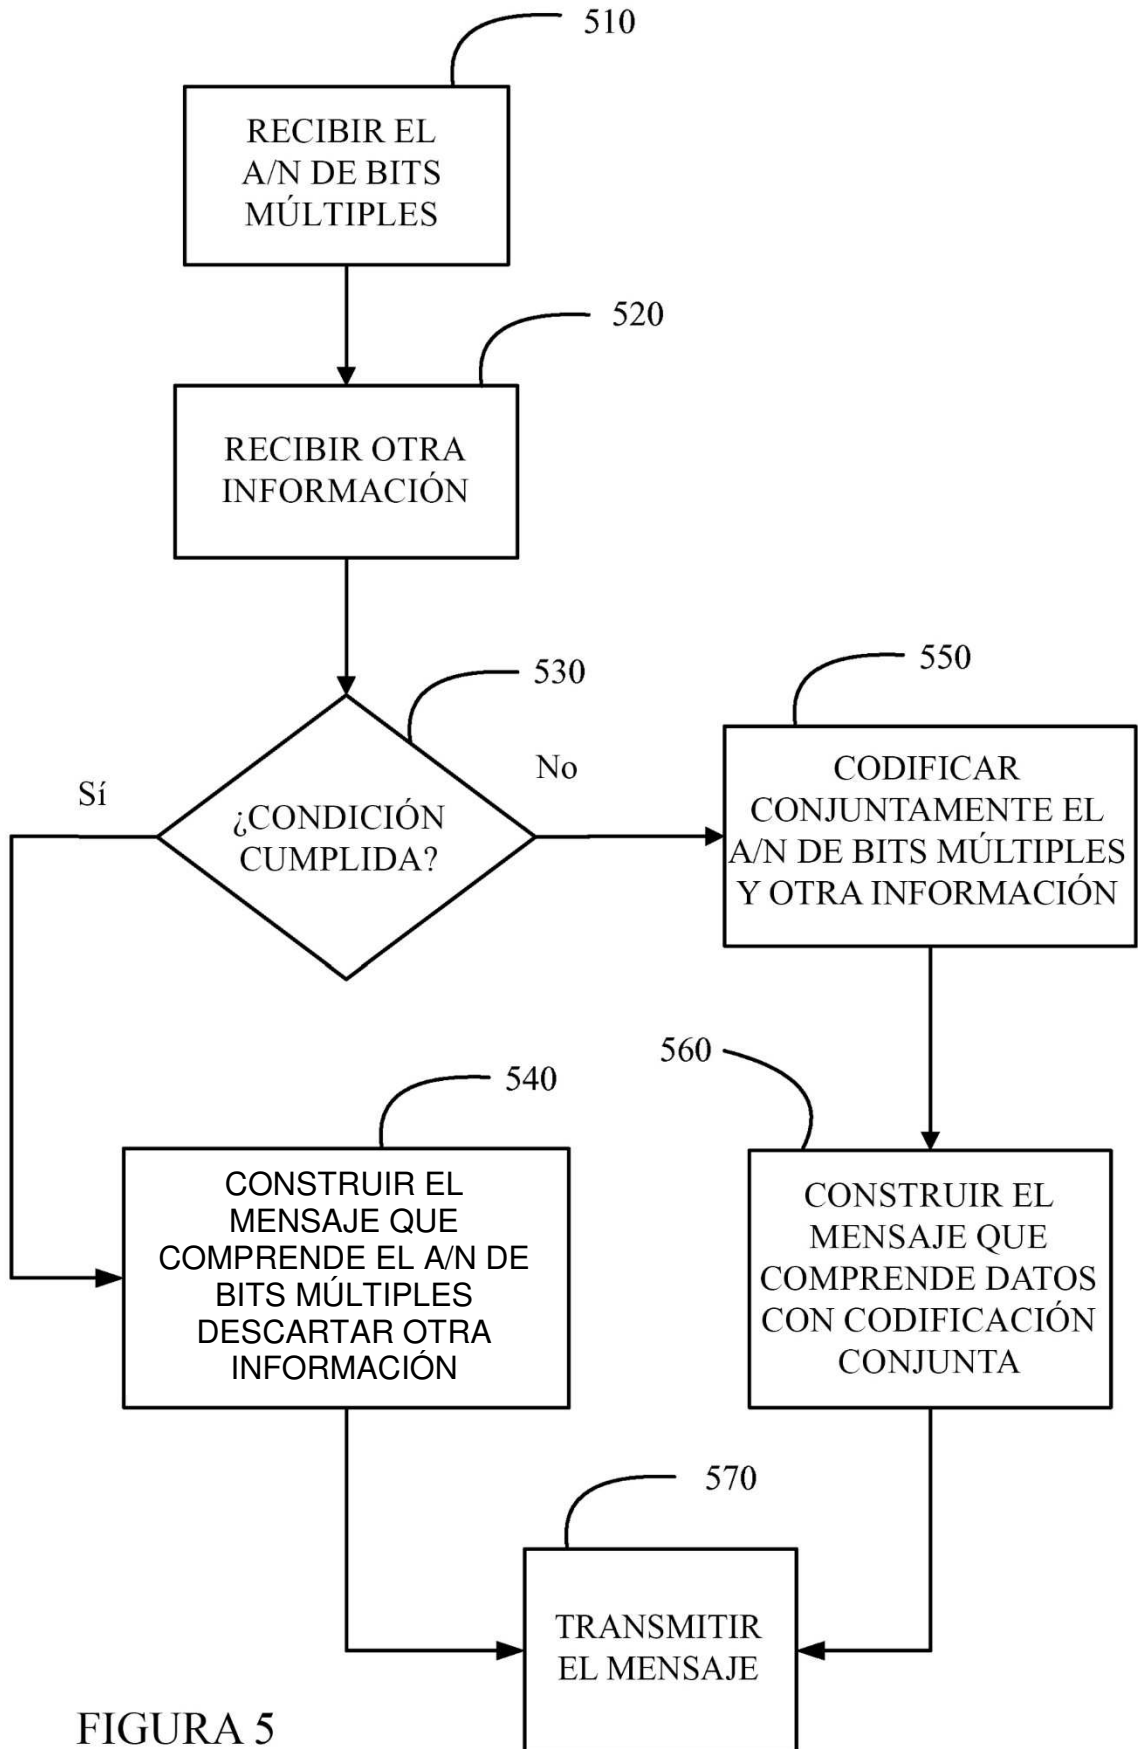 510
RECIBIR EL
A/N DE BITS
MÚLTIPLES
520
RECIBIR OTRA
INFORMACIÓN
530
Sí
No
¿CONDICIÓN
CUMPLIDA?
550
CODIFICAR
CONJUNTAMENTE EL
A/N DE BITS MÚLTIPLES
Y OTRA INFORMACIÓN
540
CONSTRUIR EL
MENSAJE QUE
COMPRENDE EL A/N DE
BITS MÚLTIPLES
DESCARTAR OTRA
INFORMACIÓN
560
CONSTRUIR EL
MENSAJE QUE
COMPRENDE DATOS
CON CODIFICACIÓN
CONJUNTA
570
TRANSMITIR
EL MENSAJE
FIGURA 5